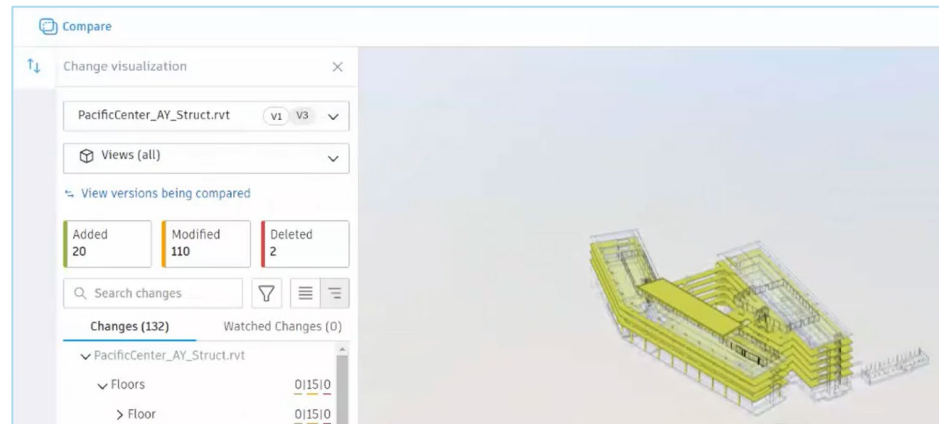 Compare
Change visualization
PacificCenter_AY_Struct.rvt V1 V3
Views (all)
View versions being compared
Added Modified Deleted
20 110 2
Search changes
Changes (132) Watched Changes (0)
PacificCenter_AY_Struct.rvt
Floors 0|15|0
Floor 0|15|0